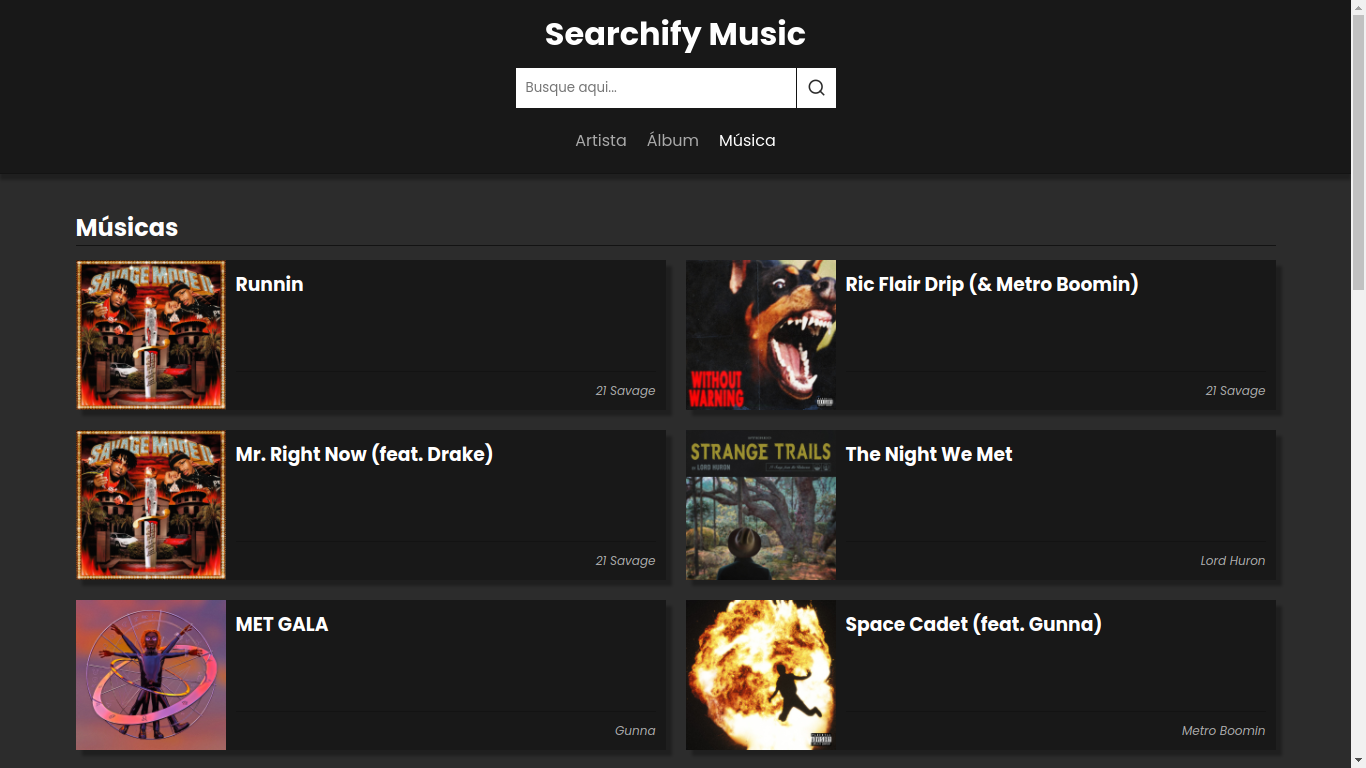 Searchify Music
Busque aqui...
Artista Álbum Música
Músicas
SAVAGE MODE II
Runnin
21 Savage
WITHOUT
WARNING
Ric Flair Drip (& Metro Boomin)
21 Savage
SAVAGE MODE II
Mr. Right Now (feat. Drake)
21 Savage
STRANGE TRAILS
LORD HURON
The Night We Met
Lord Huron
MET GALA
Gunna
Space Cadet (feat. Gunna)
Metro Boomin